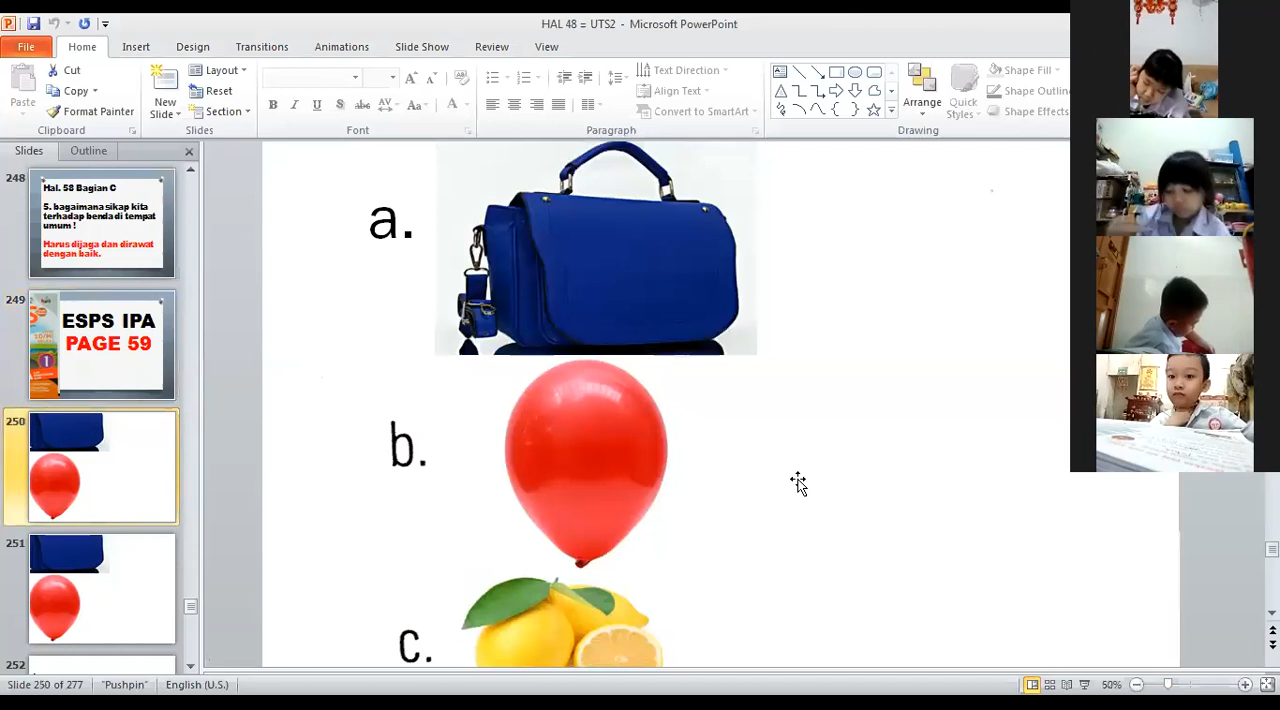 HAL 48 = UTS2 - Microsoft PowerPoint
File Home Insert Design Transitions Animations Slide Show Review View
Paste
Cut
Copy
Format Painter
Clipboard
New Slide
Layout
Reset
Section
Slides
Font
Text Direction
Align Text
Convert to SmartArt
Paragraph
Arrange
Quick Styles
Shape Fill
Shape Outline
Shape Effects
Drawing
Slides Outline
248
Hal. 58 Bagian C
5. bagaimana sikap kita
terhadap benda di tempat
umum !
Harus dijaga dan dirawat
dengan baik.
249
ESPS IPA
PAGE 59
250
251
252
a.
b.
c.
Slide 250 of 277 "Pushpin" English (U.S.) 50%